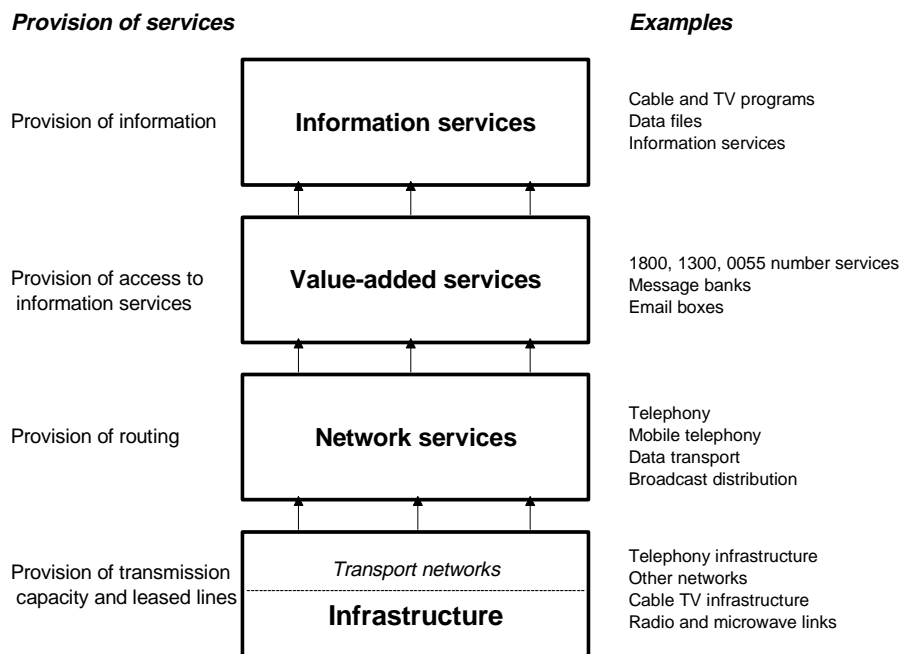 Provision of services
Examples
Provision of information
Information services
Cable and TV programs
Data files
Information services
Provision of access to
information services
Value-added services
1800, 1300, 0055 number services
Message banks
Email boxes
Provision of routing
Network services
Telephony
Mobile telephony
Data transport
Broadcast distribution
Provision of transmission
capacity and leased lines
Transport networks
Infrastructure
Telephony infrastructure
Other networks
Cable TV infrastructure
Radio and microwave links